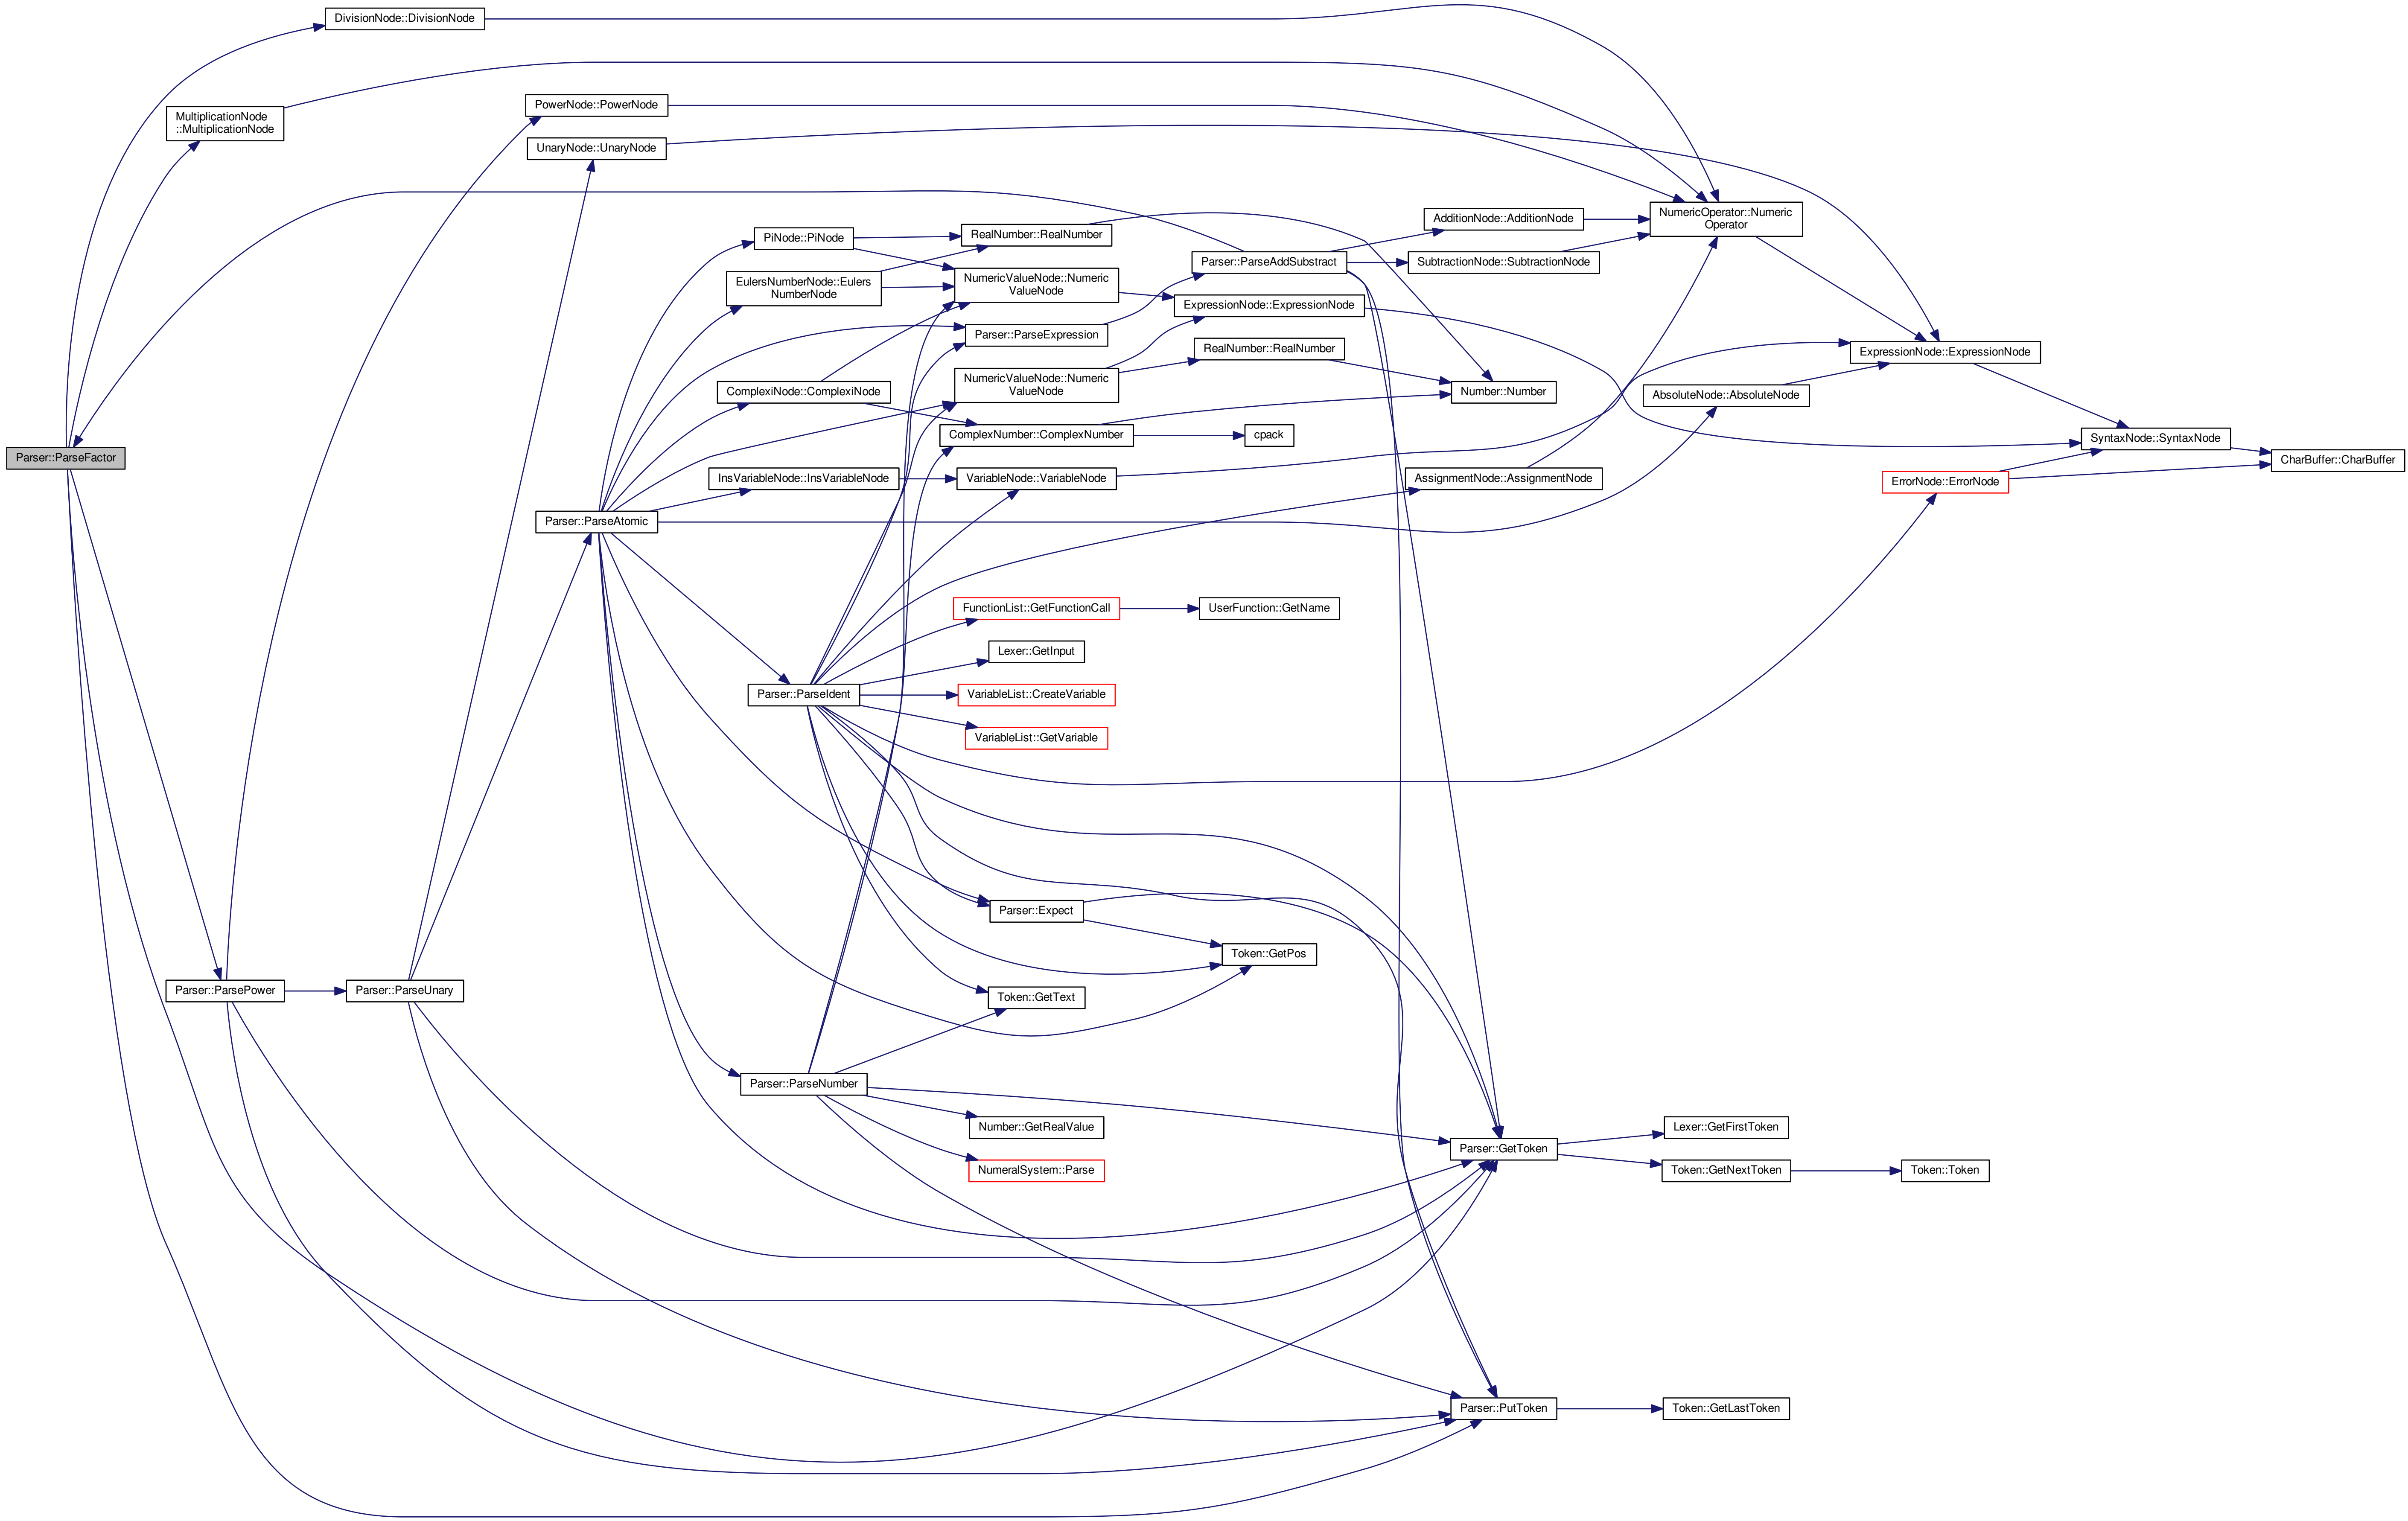 DivisionNode::DivisionNode
MultiplicationNode
::MultiplicationNode
PowerNode::PowerNode
UnaryNode::UnaryNode
NumericOperator::Numeric
Operator
AdditionNode::AdditionNode
PiNode::PiNode
RealNumber::RealNumber
Parser::ParseAddSubstract
SubtractionNode::SubtractionNode
EulersNumberNode::Eulers
NumberNode
NumericValueNode::Numeric
ValueNode
ExpressionNode::ExpressionNode
Parser::ParseExpression
RealNumber::RealNumber
ExpressionNode::ExpressionNode
ComplexiNode::ComplexiNode
NumericValueNode::Numeric
ValueNode
Number::Number
AbsoluteNode::AbsoluteNode
Parser::ParseFactor
ComplexNumber::ComplexNumber
cpack
SyntaxNode::SyntaxNode
CharBuffer::CharBuffer
InsVariableNode::InsVariableNode
VariableNode::VariableNode
AssignmentNode::AssignmentNode
ErrorNode::ErrorNode
Parser::ParseAtomic
FunctionList::GetFunctionCall
UserFunction::GetName
Lexer::GetInput
Parser::ParseIdent
VariableList::CreateVariable
VariableList::GetVariable
Parser::Expect
Token::GetPos
Parser::ParsePower
Parser::ParseUnary
Token::GetText
Parser::ParseNumber
Number::GetRealValue
Lexer::GetFirstToken
Parser::GetToken
NumeralSystem::Parse
Token::GetNextToken
Token::Token
Parser::PutToken
Token::GetLastToken